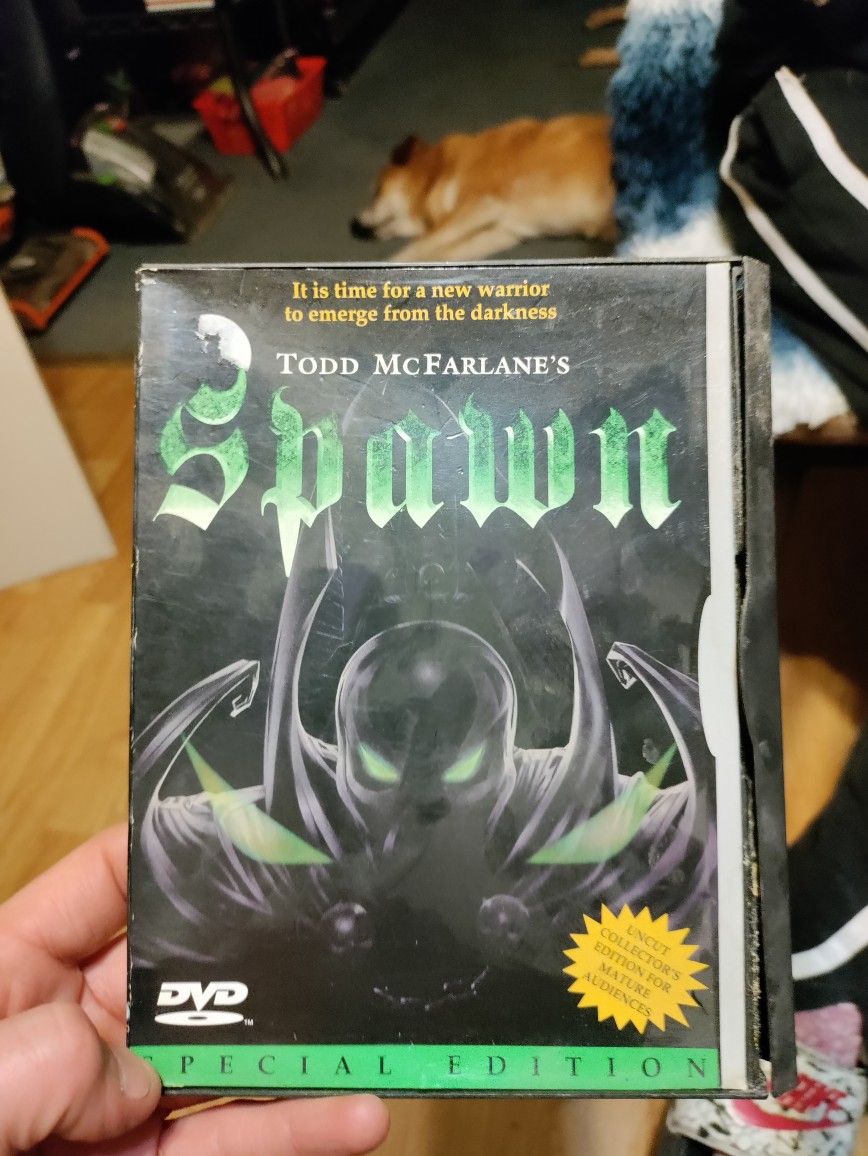 It is time for a new warrior
to emerge from the darkness
TODD MCFARLANE'S
Spawn
UNCUT
COLLECTOR'S
EDITION FOR
MATURE
AUDIENCES
DVD
TM
SPECIAL EDITION